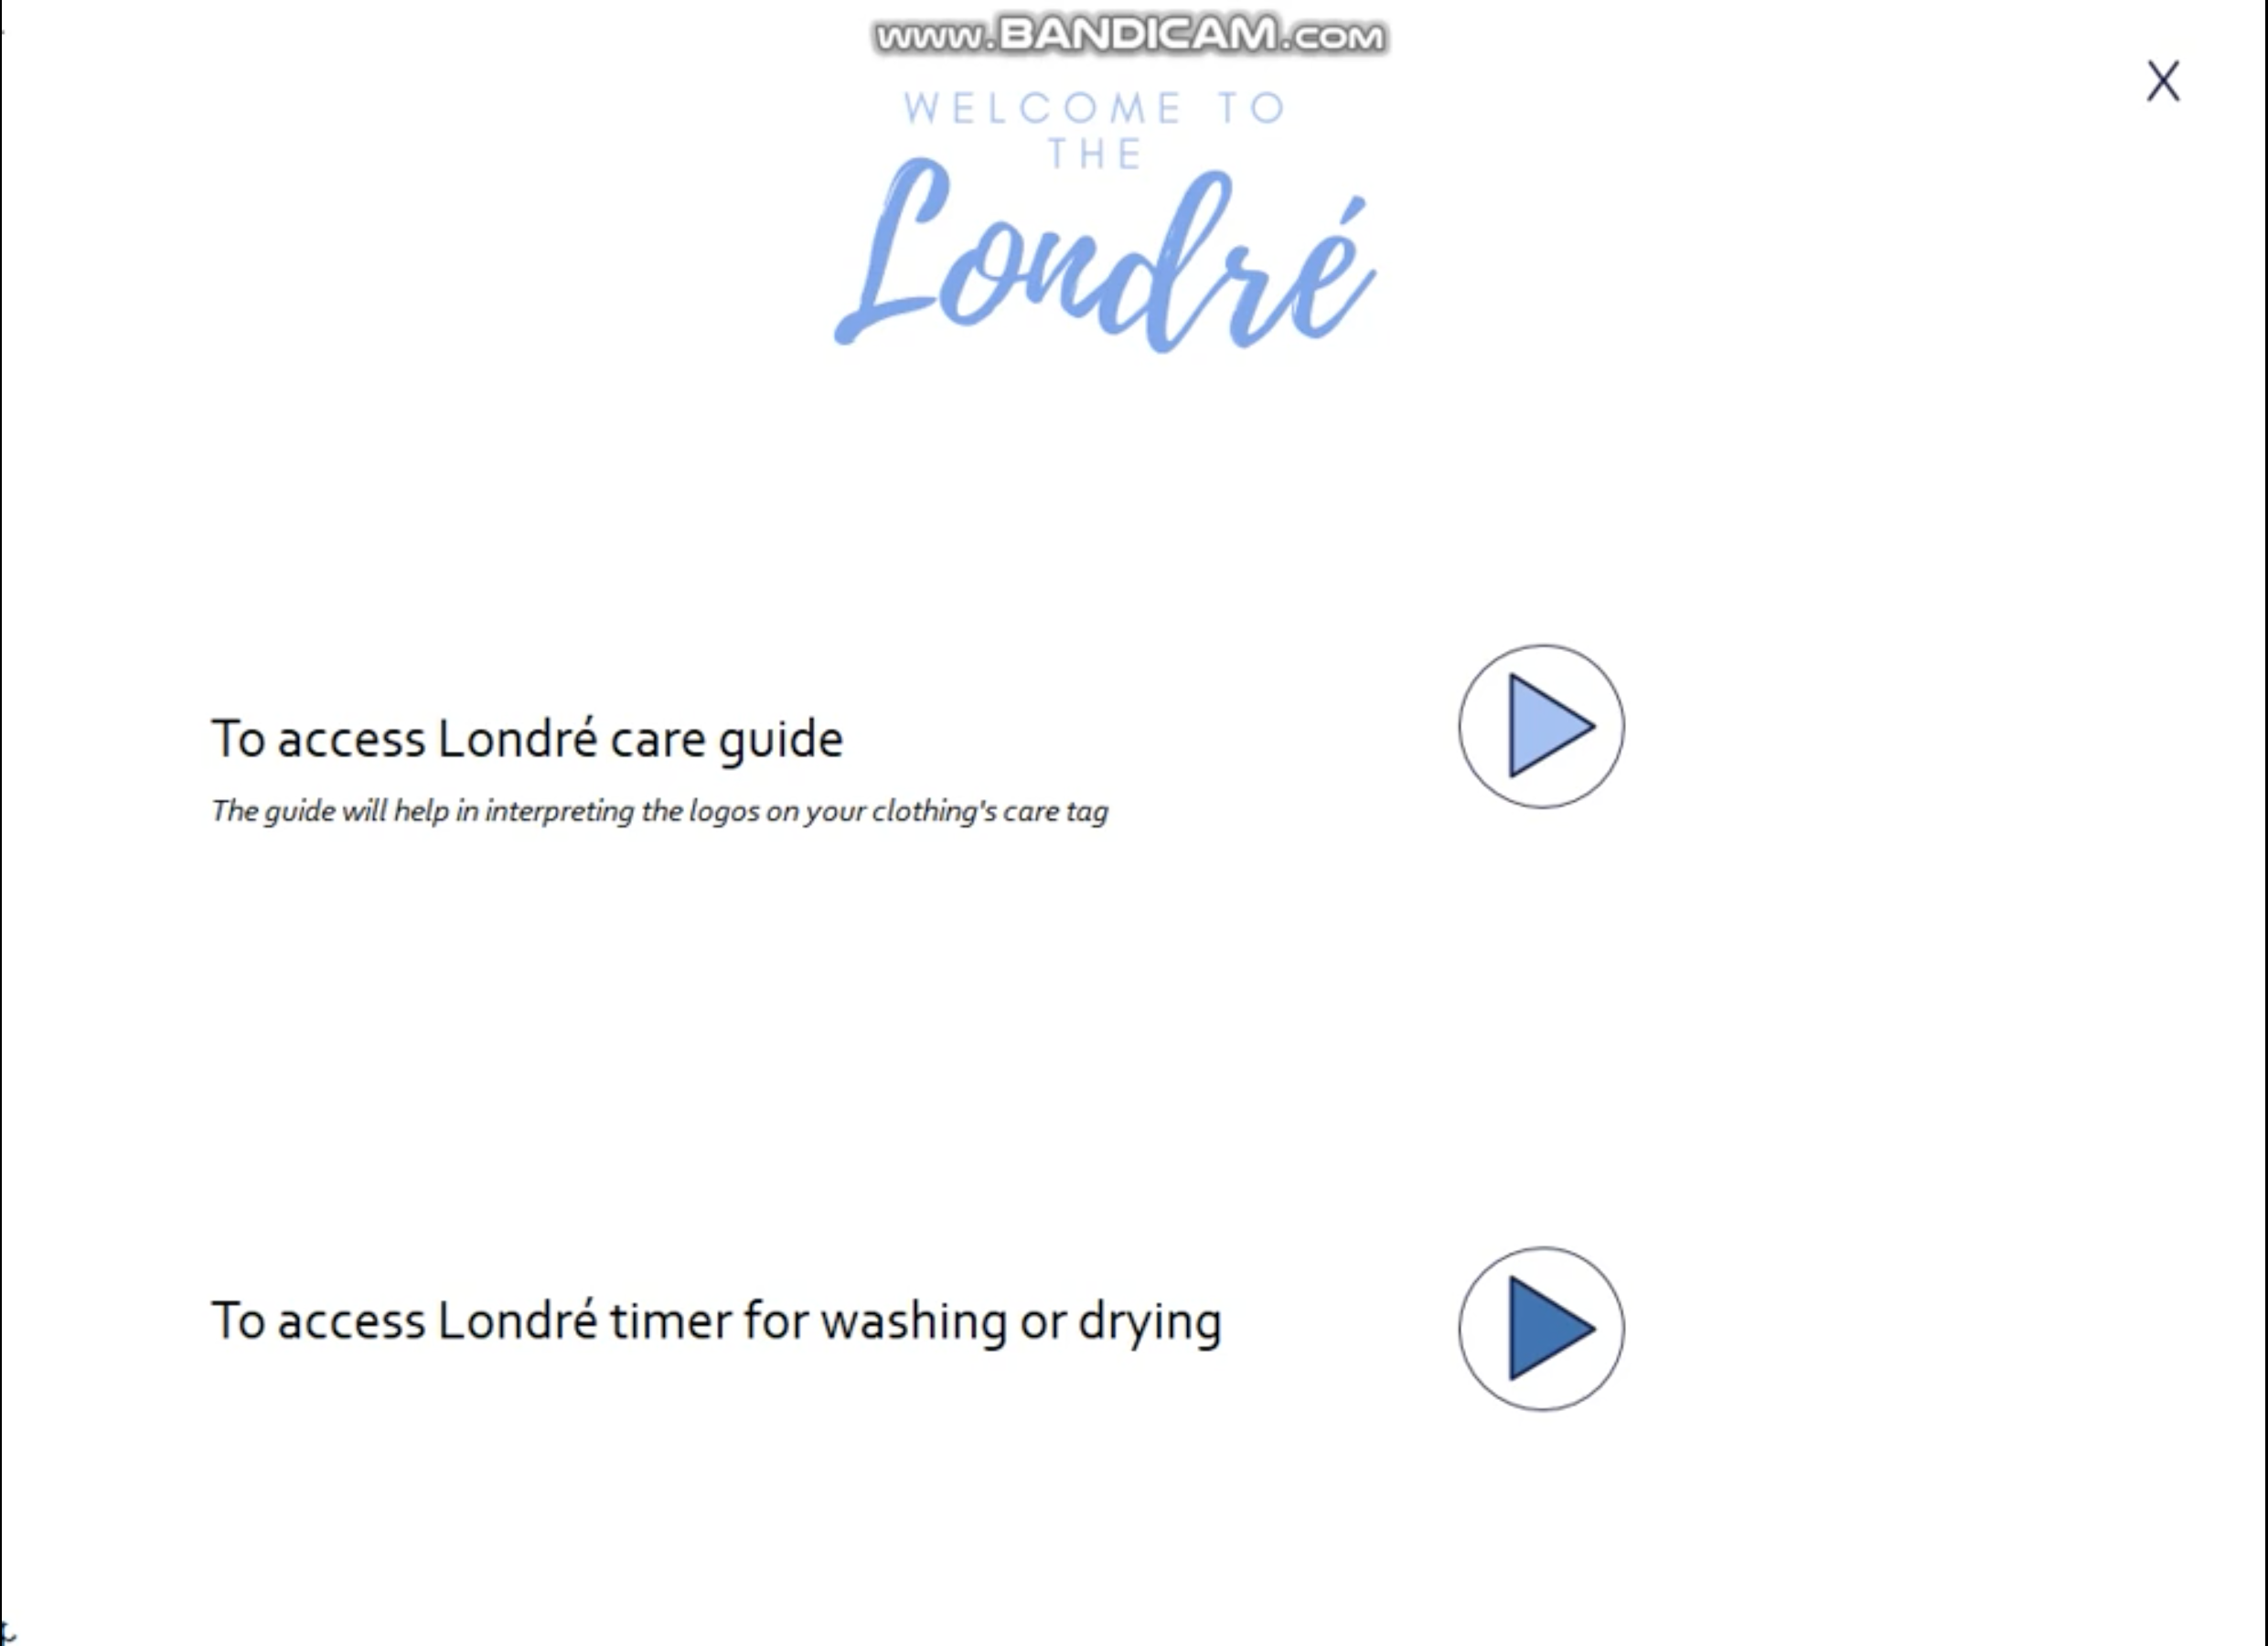 www.BANDICAM.com
X
WELCOME TO
THE
Londré
To access Londré care guide
The guide will help in interpreting the logos on your clothing's care tag
To access Londré timer for washing or drying